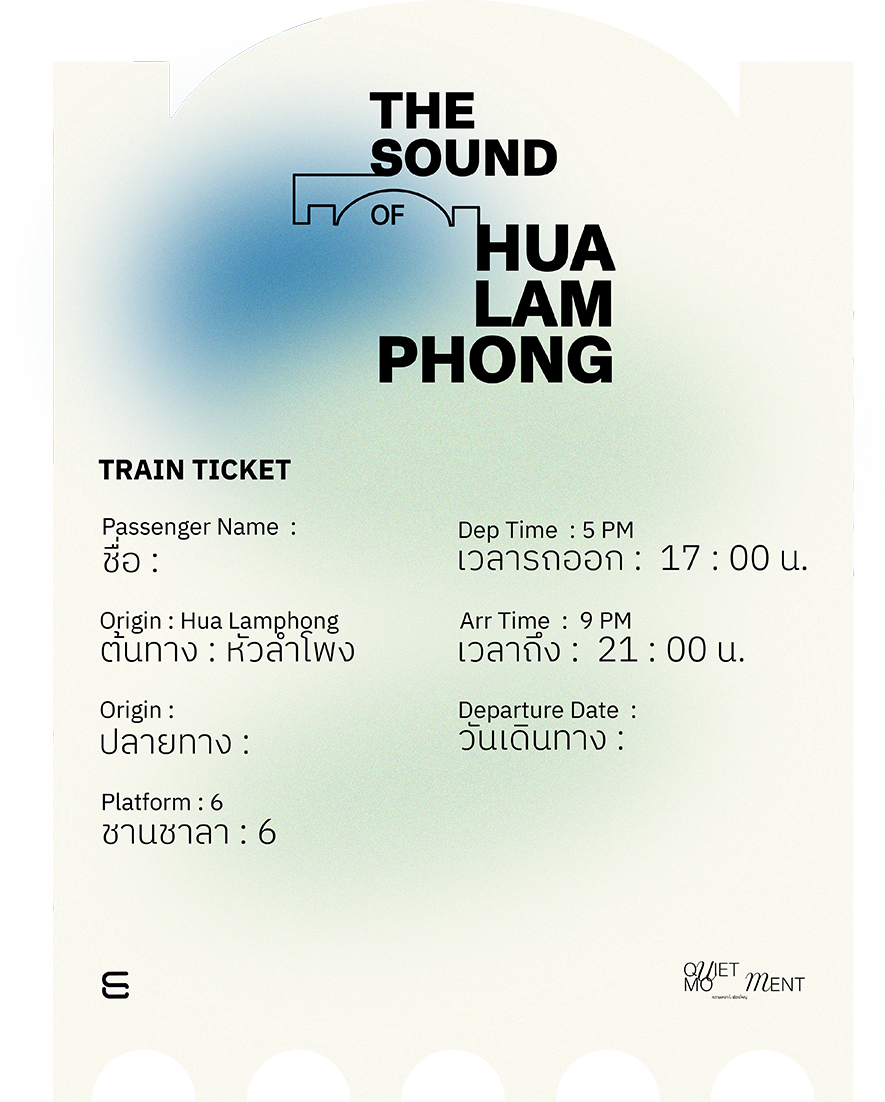 THE
SOUND
OF
HUA
LAM
PHONG
TRAIN TICKET
Passenger Name :
ชื่อ :
Dep Time : 5 PM
เวลารถออก : 17 : 00 น.
Origin : Hua Lamphong
ต้นทาง : หัวลำโพง
Arr Time : 9 PM
เวลาถึง : 21 : 00 น.
Origin :
ปลายทาง :
Departure Date :
วันเดินทาง :
Platform : 6
ชานชาลา : 6
QUIET
MOMENT